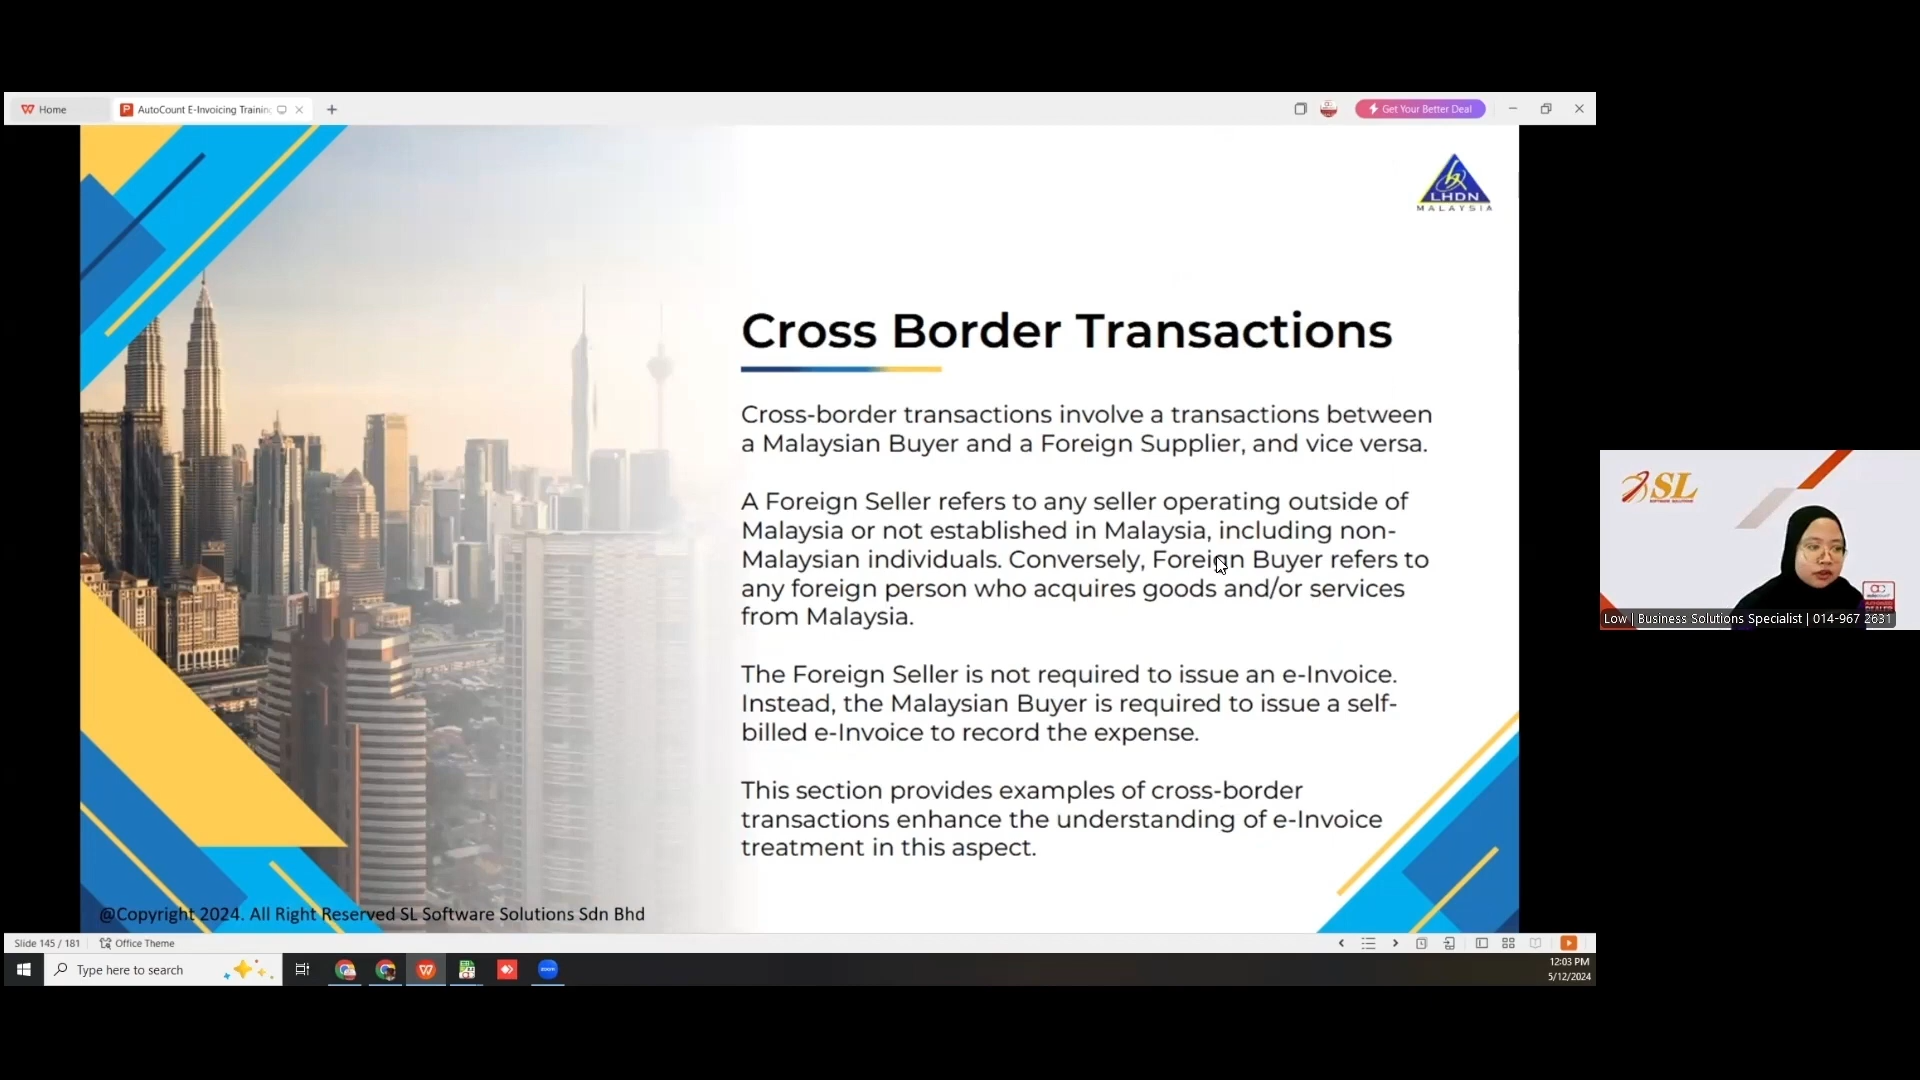 Home
AutoCount E-Invoicing Training
Get Your Better Deal
LHDN
MALAYSIA
Cross Border Transactions
Cross-border transactions involve a transactions between
a Malaysian Buyer and a Foreign Supplier, and vice versa.
A Foreign Seller refers to any seller operating outside of
Malaysia or not established in Malaysia, including non-
Malaysian individuals. Conversely, Foreign Buyer refers to
any foreign person who acquires goods and/or services
from Malaysia.
The Foreign Seller is not required to issue an e-Invoice.
Instead, the Malaysian Buyer is required to issue a self-
billed e-Invoice to record the expense.
This section provides examples of cross-border
transactions enhance the understanding of e-Invoice
treatment in this aspect.
@Copyright 2024. All Right Reserved SL Software Solutions Sdn Bhd
SL
Low | Business Solutions Specialist | 014-967 2631
Slide 145 / 181
Office Theme
Type here to search
zoom
12:03 PM
5/12/2024